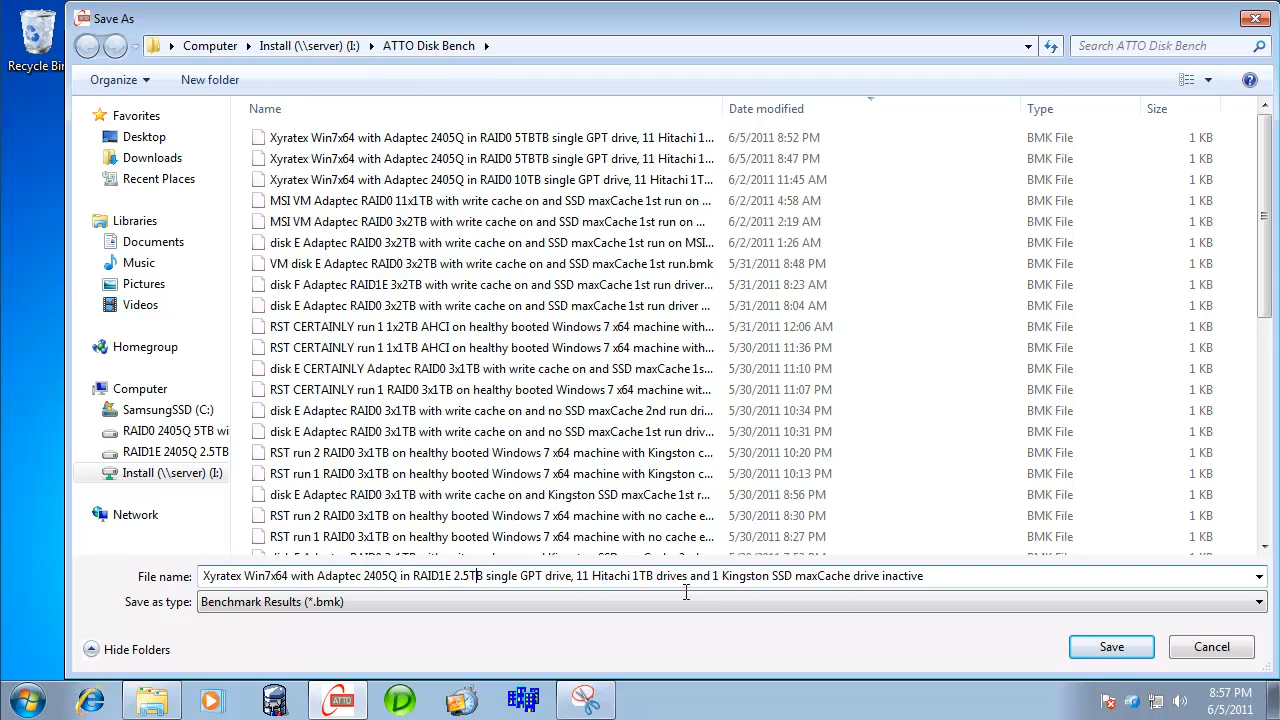 Save As
Recycle Bin
Computer
Install (\\server) (I:)
ATTO Disk Bench
Search ATTO Disk Bench
Organize
New folder
Name
Date modified
Type
Size
Favorites
Desktop
Downloads
Recent Places
Libraries
Documents
Music
Pictures
Videos
Homegroup
Computer
SamsungSSD (C:)
RAID0 2405Q 5TB wi
RAID1E 2405Q 2.5TB
Install (\\server) (I:)
Network
Xyratex Win7x64 with Adaptec 2405Q in RAID0 5TBTB single GPT drive, 11 Hitachi 1... 6/5/2011 8:52 PM BMK File 1 KB
Xyratex Win7x64 with Adaptec 2405Q in RAID0 5TBTB single GPT drive, 11 Hitachi 1... 6/5/2011 8:47 PM BMK File 1 KB
Xyratex Win7x64 with Adaptec 2405Q in RAID0 10TB single GPT drive, 11 Hitachi 1T... 6/2/2011 11:45 AM BMK File 1 KB
MSI VM Adaptec RAID0 11x1TB with write cache on and SSD maxCache 1st run on ... 6/2/2011 4:58 AM BMK File 1 KB
MSI VM Adaptec RAID0 3x2TB with write cache on and SSD maxCache 1st run on ... 6/2/2011 2:19 AM BMK File 1 KB
disk E Adaptec RAID0 3x2TB with write cache on and SSD maxCache 1st run on MSI... 6/2/2011 1:26 AM BMK File 1 KB
VM disk E Adaptec RAID0 3x2TB with write cache on and SSD maxCache 1st run.bmk 5/31/2011 8:48 PM BMK File 1 KB
disk F Adaptec RAID1E 3x2TB with write cache on and SSD maxCache 1st run driver ... 5/31/2011 8:23 AM BMK File 1 KB
disk E Adaptec RAID0 3x2TB with write cache on and SSD maxCache 1st run driver ... 5/31/2011 8:04 AM BMK File 1 KB
RST CERTAINLY run 1 1x2TB AHCI on healthy booted Windows 7 x64 machine with... 5/31/2011 12:06 AM BMK File 1 KB
RST CERTAINLY run 1 1x1TB AHCI on healthy booted Windows 7 x64 machine with... 5/30/2011 11:36 PM BMK File 1 KB
disk E CERTAINLY Adaptec RAID0 3x1TB with write cache on and SSD maxCache 1s... 5/30/2011 11:10 PM BMK File 1 KB
RST CERTAINLY run 1 RAID0 3x1TB on healthy booted Windows 7 x64 machine wit... 5/30/2011 11:07 PM BMK File 1 KB
disk E Adaptec RAID0 3x1TB with write cache on and no SSD maxCache 2nd run dri... 5/30/2011 10:34 PM BMK File 1 KB
disk E Adaptec RAID0 3x1TB with write cache on and no SSD maxCache 1st run driv... 5/30/2011 10:31 PM BMK File 1 KB
RST run 2 RAID0 3x1TB on healthy booted Windows 7 x64 machine with Kingston c... 5/30/2011 10:20 PM BMK File 1 KB
RST run 1 RAID0 3x1TB on healthy booted Windows 7 x64 machine with Kingston c... 5/30/2011 10:13 PM BMK File 1 KB
disk E Adaptec RAID0 3x1TB with write cache on and Kingston SSD maxCache 1st r... 5/30/2011 8:56 PM BMK File 1 KB
RST run 2 RAID0 3x1TB on healthy booted Windows 7 x64 machine with no cache e... 5/30/2011 8:30 PM BMK File 1 KB
RST run 1 RAID0 3x1TB on healthy booted Windows 7 x64 machine with no cache e... 5/30/2011 8:27 PM BMK File 1 KB
File name: Xyratex Win7x64 with Adaptec 2405Q in RAID1E 2.5TB single GPT drive, 11 Hitachi 1TB drives and 1 Kingston SSD maxCache drive inactive
Save as type: Benchmark Results (*.bmk)
Hide Folders
Save
Cancel
ATTO
8:57 PM
6/5/2011